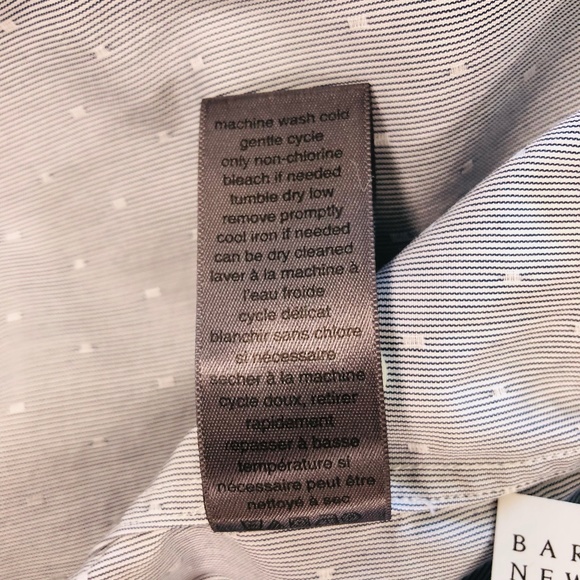 machine wash cold
gentle cycle
only non-chlorine
bleach if needed
tumble dry low
remove promptly
cool iron if needed
can be dry cleaned
laver à la machine à
l'eau froide
cycle délicat
blanchir sans chlore
si nécessaire
sécher à la machine
cycle doux, retirer
rapidement
repasser à basse
température si
nécessaire peut être
nettoyé à sec
BAR
NEW